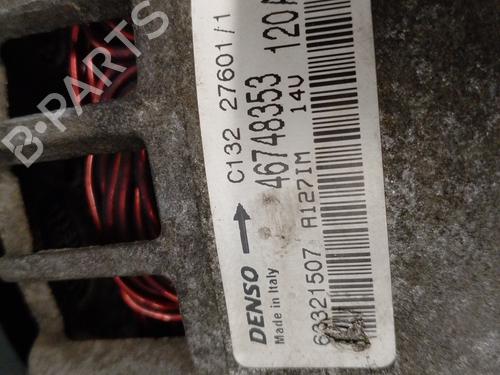 B-PARTS
C132 27601/1
46748353 120A
14V
DENSO
Made in Italy
63321507 A127IM